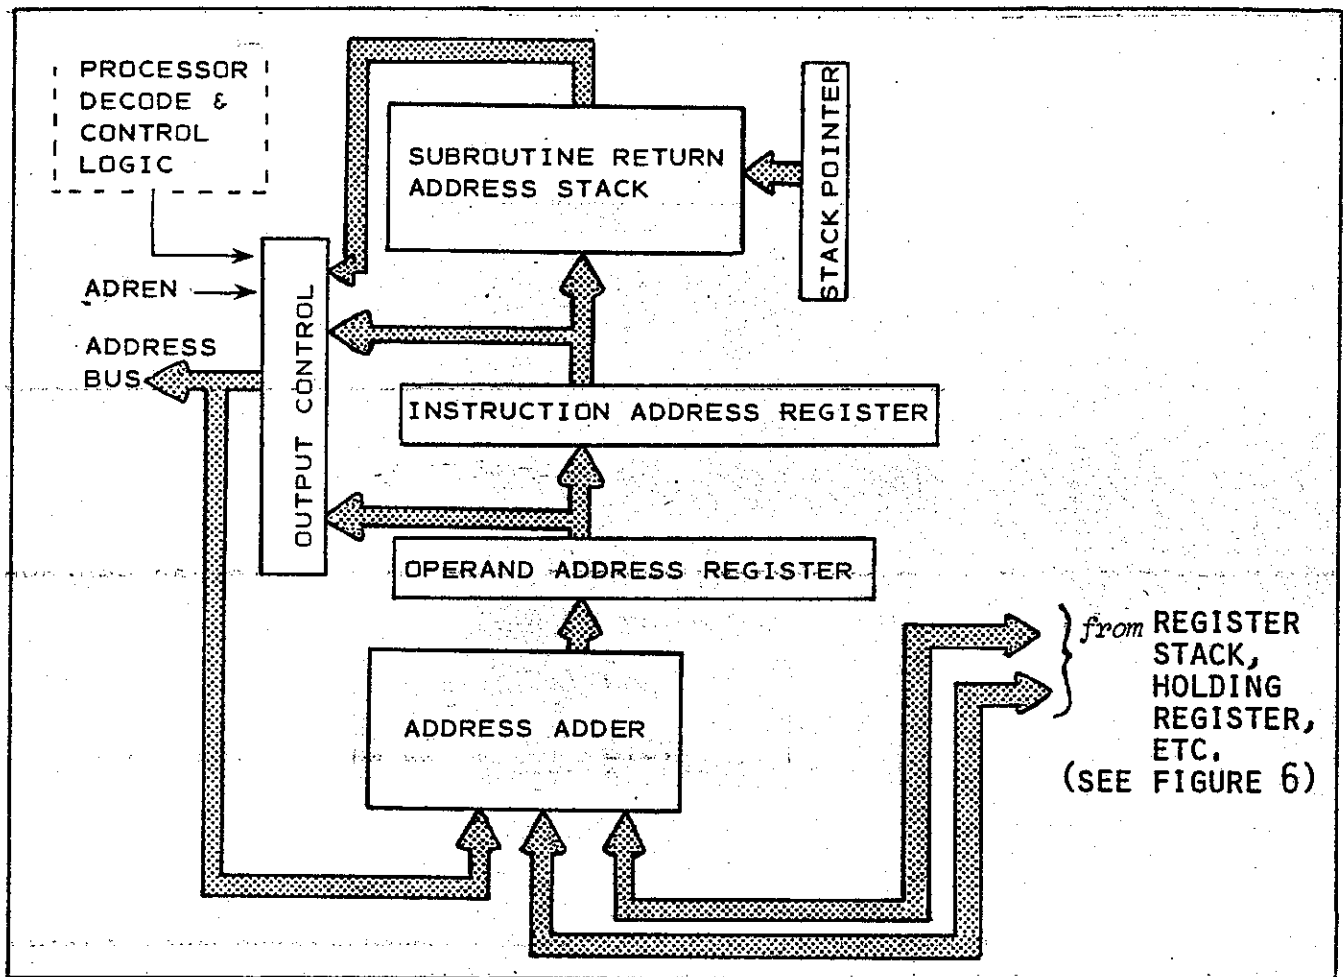 PROCESSOR
DECODE &
CONTROL
LOGIC
SUBROUTINE RETURN
ADDRESS STACK
STACK POINTER
ADREN
ADDRESS
BUS
OUTPUT CONTROL
INSTRUCTION ADDRESS REGISTER
OPERAND ADDRESS REGISTER
ADDRESS ADDER
from REGISTER
STACK,
HOLDING
REGISTER,
ETC.
(SEE FIGURE 6)